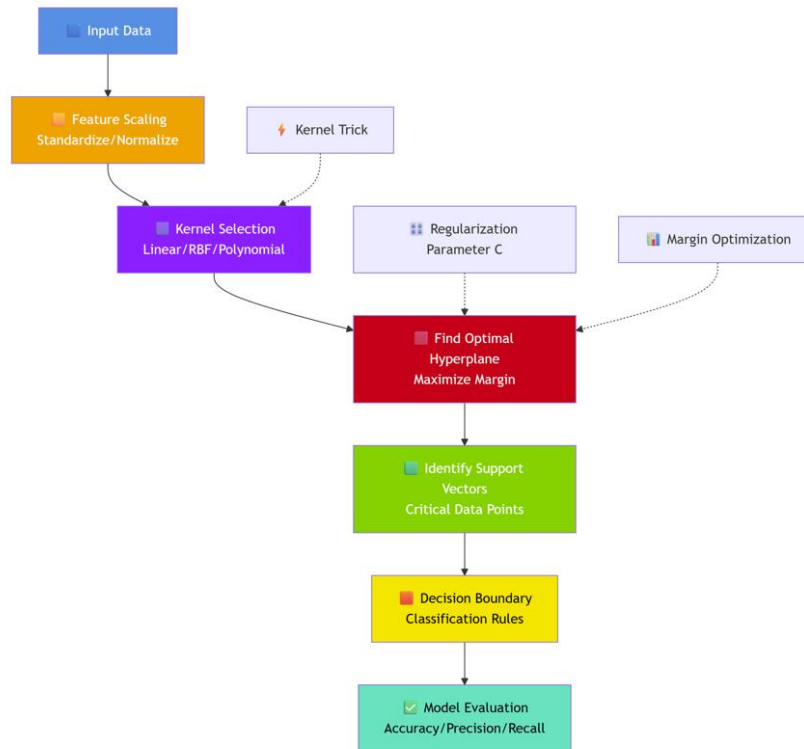 Input Data
Feature Scaling
Standardize/Normalize
⚡ Kernel Trick
Kernel Selection
Linear/RBF/Polynomial
Regularization
Parameter C
📊 Margin Optimization
Find Optimal
Hyperplane
Maximize Margin
Identify Support
Vectors
Critical Data Points
Decision Boundary
Classification Rules
✅ Model Evaluation
Accuracy/Precision/Recall